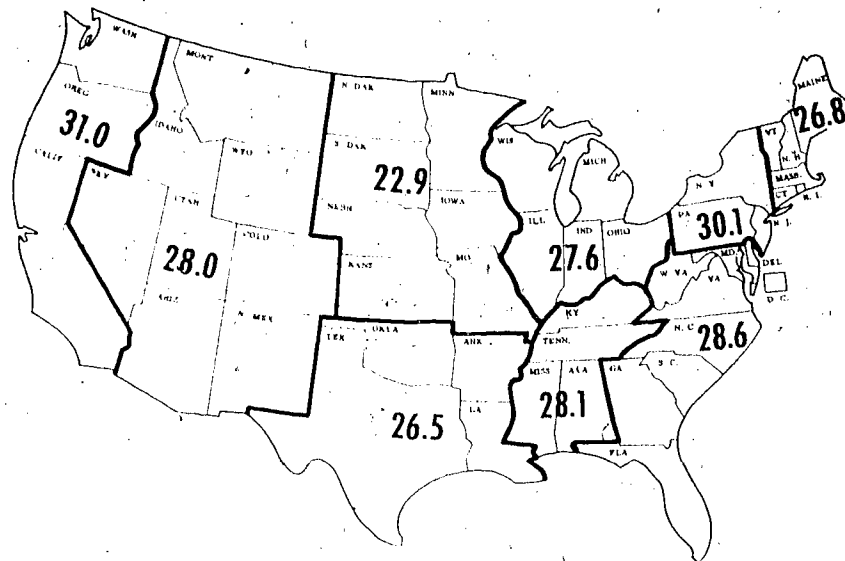 WASH
MONT
N DAK
MINN
MAINE
OREG
31.0
IDAHO
S DAK
WIS
VT
26.8
N. H
CALIF
WYO
MICH
N Y
MASS.
NEV
22.9
CT
R. I.
UTAH
NEBR
IOWA
ILL
IND
OHIO
PA
30.1
N J.
COLO
27.6
MD.
DEL
28.0
KANS
MO
W VA
VA
D C.
ARIZ
N MEX
KY
N. C
28.6
TEX
OKLA
ARK
TENN.
MISS
ALA
GA
S C.
28.1
26.5
LA
FLA